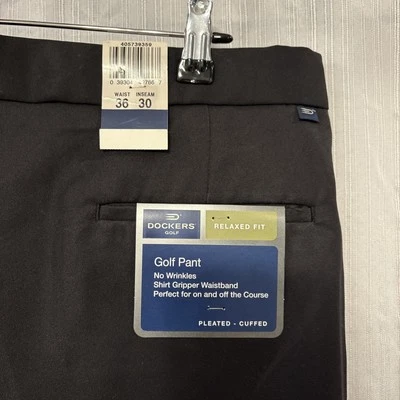 405739359
WAIST INSEAM
36 30
DOCKERS
GOLF
RELAXED FIT
Golf Pant
No Wrinkles
Shirt Gripper Waistband
Perfect for on and off the Course
PLEATED - CUFFED